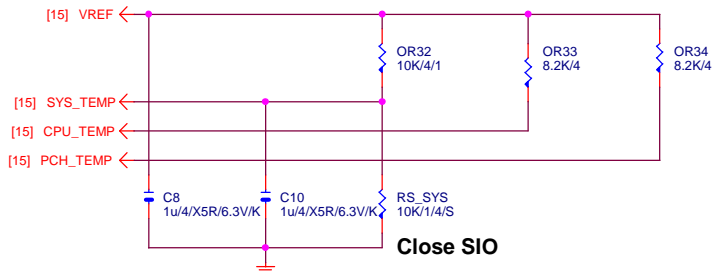 [15] VREF
OR32
10K/4/1
OR33
8.2K/4
OR34
8.2K/4
[15] SYS_TEMP
[15] CPU_TEMP
[15] PCH_TEMP
C8
1u/4/X5R/6.3V/K
C10
1u/4/X5R/6.3V/K
RS_SYS
10K/1/4/S
Close SIO